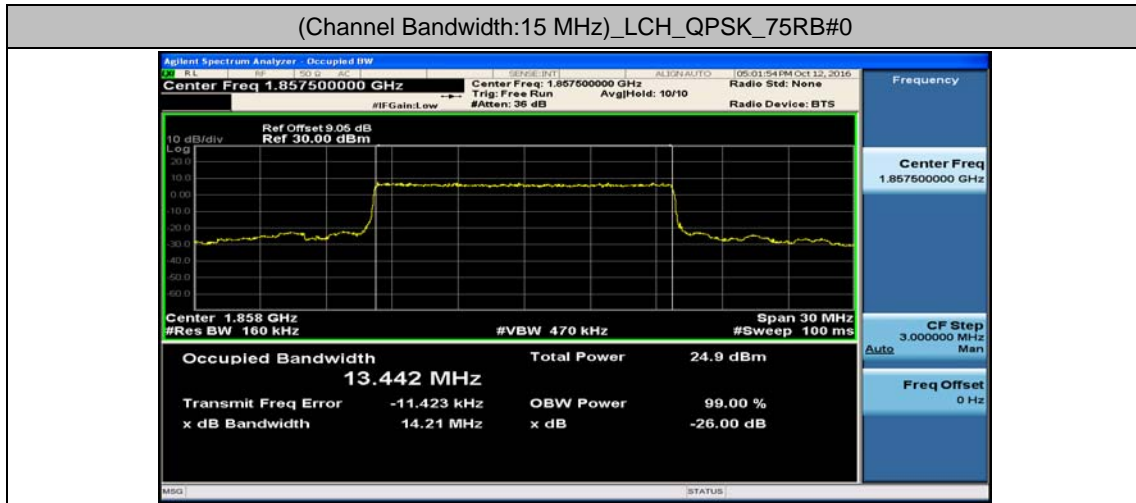 (Channel Bandwidth:15 MHz)_LCH_QPSK_75RB#0
Agilent Spectrum Analyzer - Occupied BW
RL RF 50 Ω AC SENSE:INT ALIGN AUTO 05:01:54 PM Oct 12, 2016
Center Freq 1.857500000 GHz
Center Freq: 1.857500000 GHz
Radio Std: None
Trig: Free Run Avg|Hold: 10/10
#IFGain:Low #Atten: 36 dB
Radio Device: BTS
Frequency
Ref Offset 9.05 dB
10 dB/div Ref 30.00 dBm
Log
20.0
10.0
0.00
-10.0
-20.0
-30.0
-40.0
-50.0
-60.0
Center Freq
1.857500000 GHz
Center 1.858 GHz Span 30 MHz
#Res BW 160 kHz #VBW 470 kHz #Sweep 100 ms
CF Step
3.000000 MHz
Auto Man
Freq Offset
0 Hz
Occupied Bandwidth Total Power 24.9 dBm
13.442 MHz
Transmit Freq Error -11.423 kHz OBW Power 99.00 %
x dB Bandwidth 14.21 MHz x dB -26.00 dB
MSG STATUS